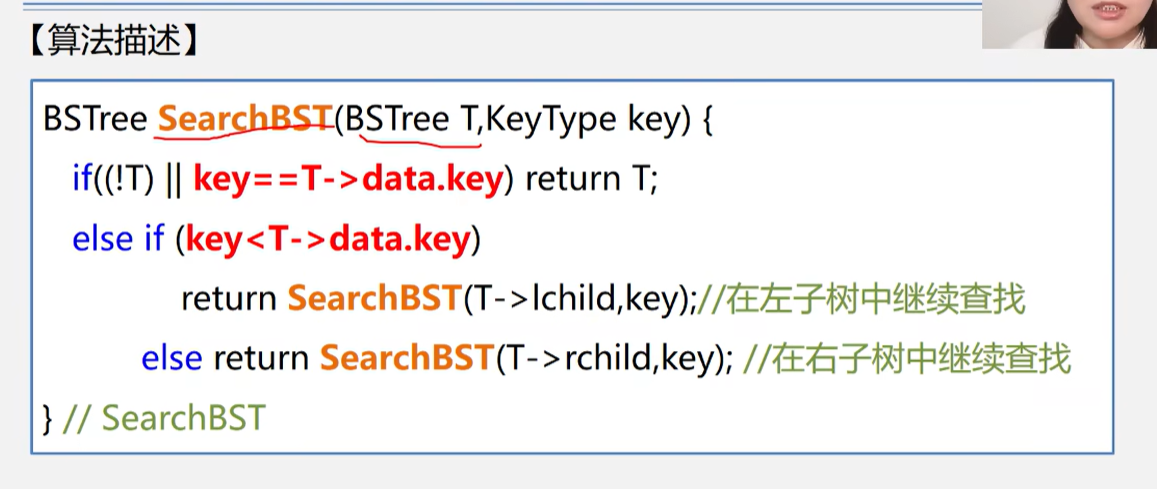 【算法描述】
BSTree SearchBST(BSTree T,KeyType key) {
if((!T) || key==T->data.key) return T;
else if (key<T->data.key)
return SearchBST(T->lchild,key);//在左子树中继续查找
else return SearchBST(T->rchild,key); //在右子树中继续查找
} // SearchBST